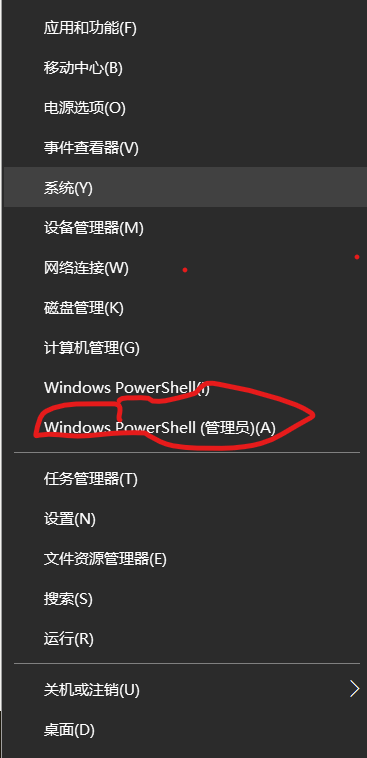 应用和功能(F)
移动中心(B)
电源选项(O)
事件查看器(V)
系统(Y)
设备管理器(M)
网络连接(W)
磁盘管理(K)
计算机管理(G)
Windows PowerShell(I)
Windows PowerShell (管理员)(A)
任务管理器(T)
设置(N)
文件资源管理器(E)
搜索(S)
运行(R)
关机或注销(U)
桌面(D)